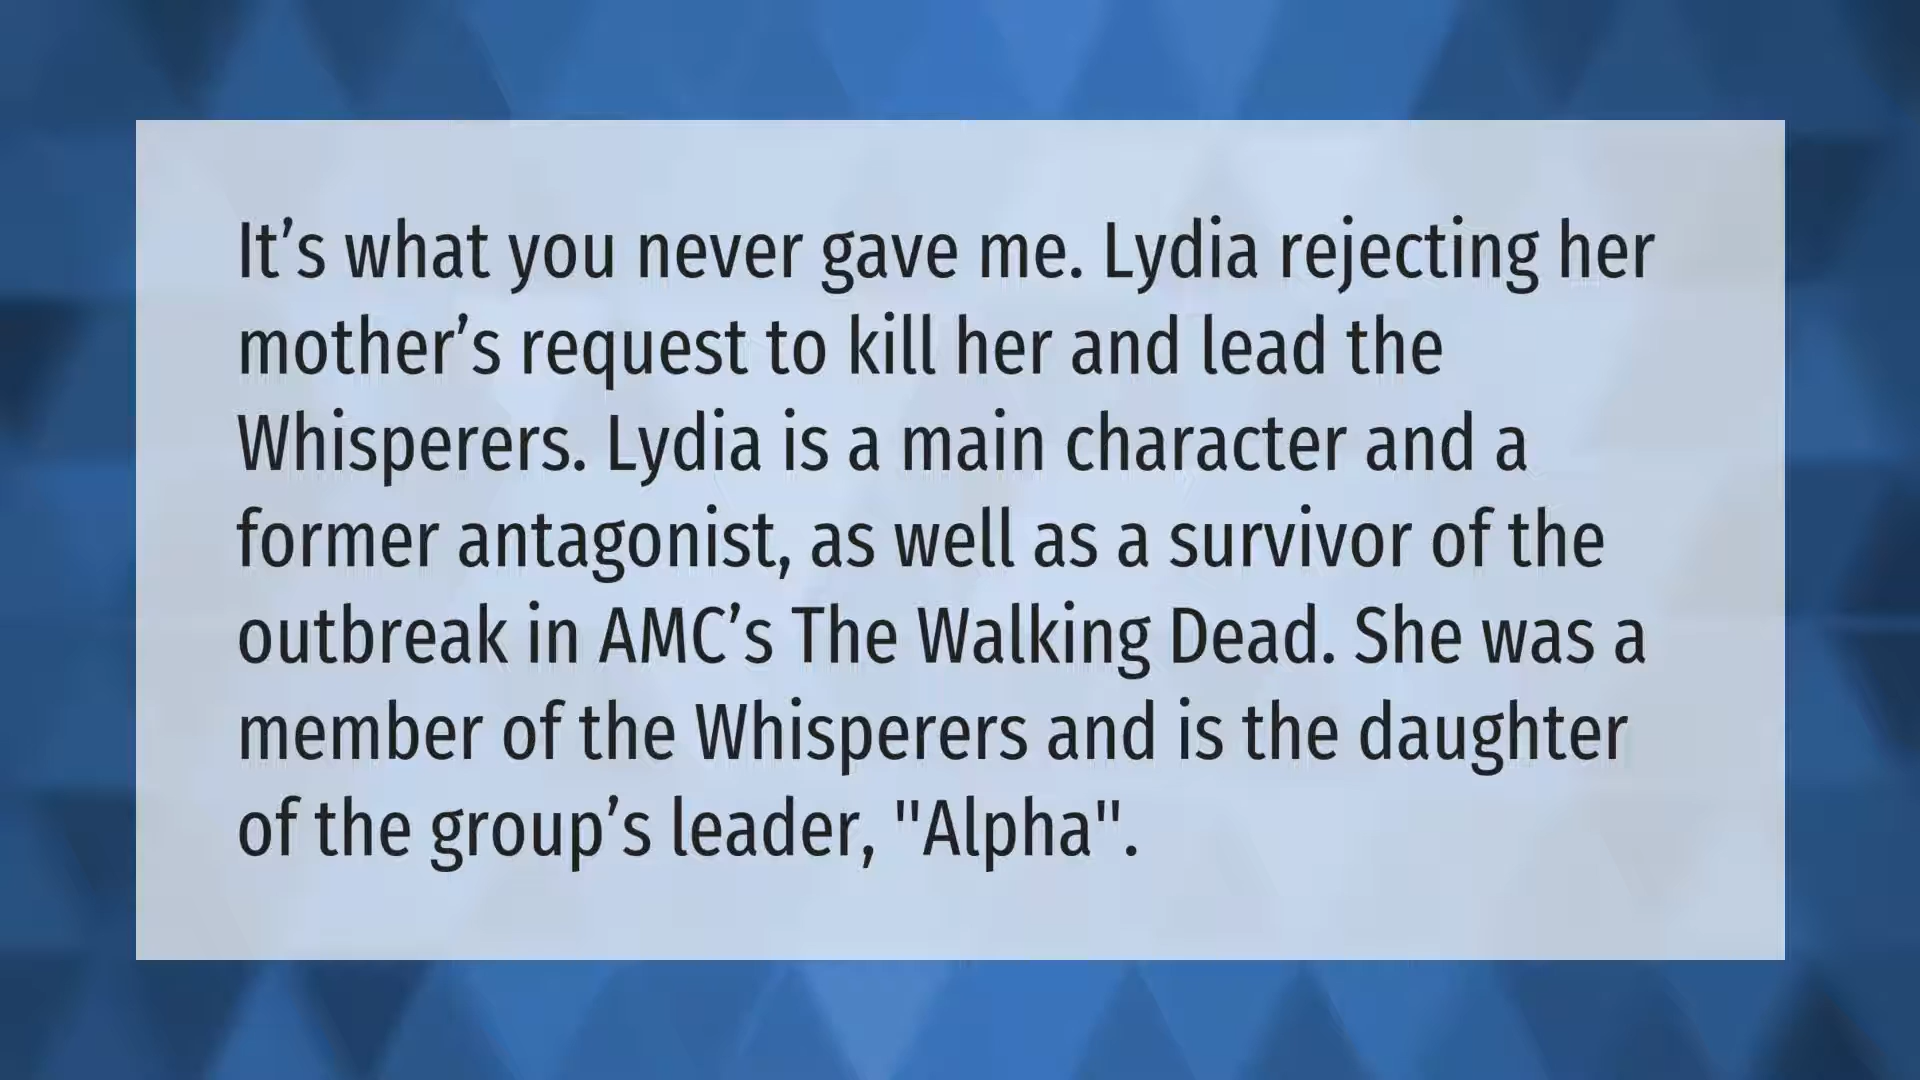 It’s what you never gave me. Lydia rejecting her
mother’s request to kill her and lead the
Whisperers. Lydia is a main character and a
former antagonist, as well as a survivor of the
outbreak in AMC’s The Walking Dead. She was a
member of the Whisperers and is the daughter
of the group’s leader, "Alpha".